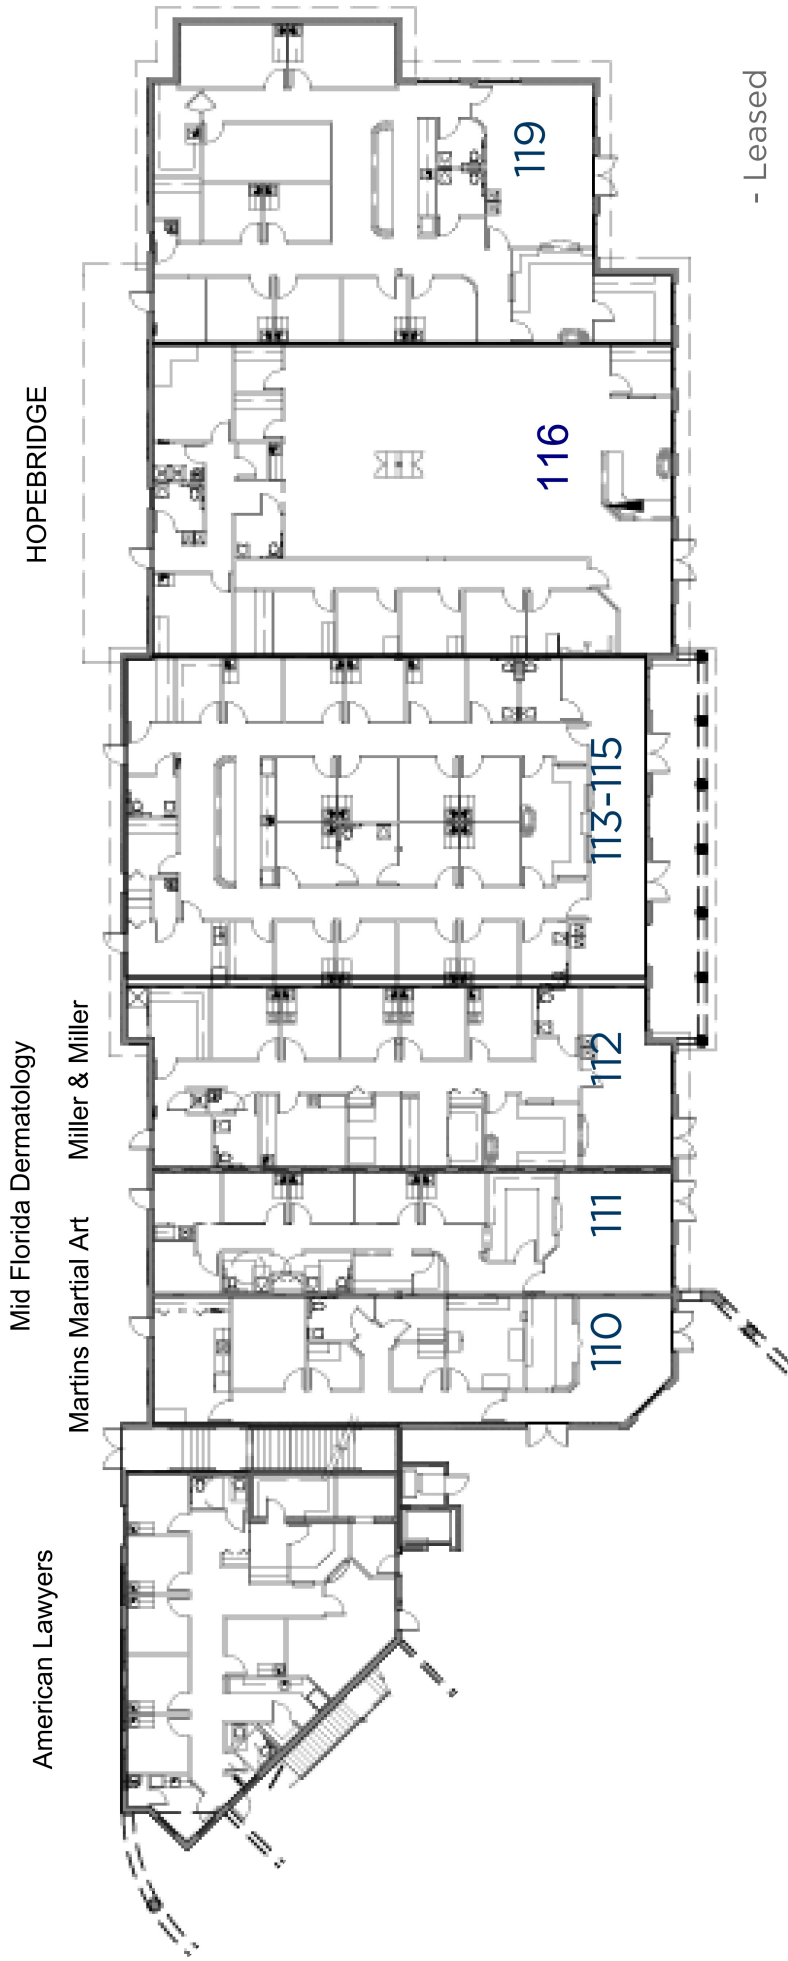 119
- Leased
HOPEBRIDGE
116
113-115
Mid Florida Dermatology
Miller & Miller
112
Martins Martial Art
111
110
American Lawyers